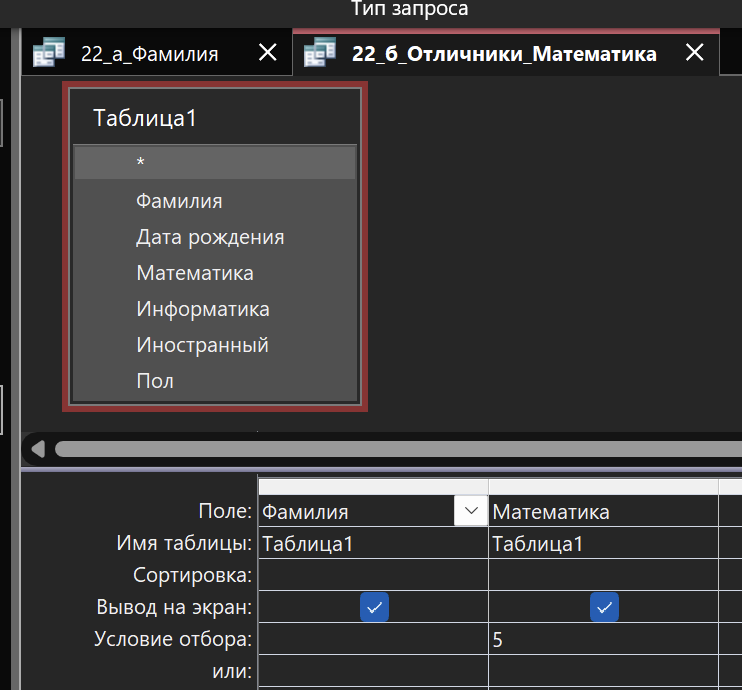 Тип запроса
22_а_Фамилия
22_б_Отличники_Математика
Таблица1
*
Фамилия
Дата рождения
Математика
Информатика
Иностранный
Пол
Поле: Фамилия Математика
Имя таблицы: Таблица1 Таблица1
Сортировка:
Вывод на экран:
Условие отбора: 5
или: